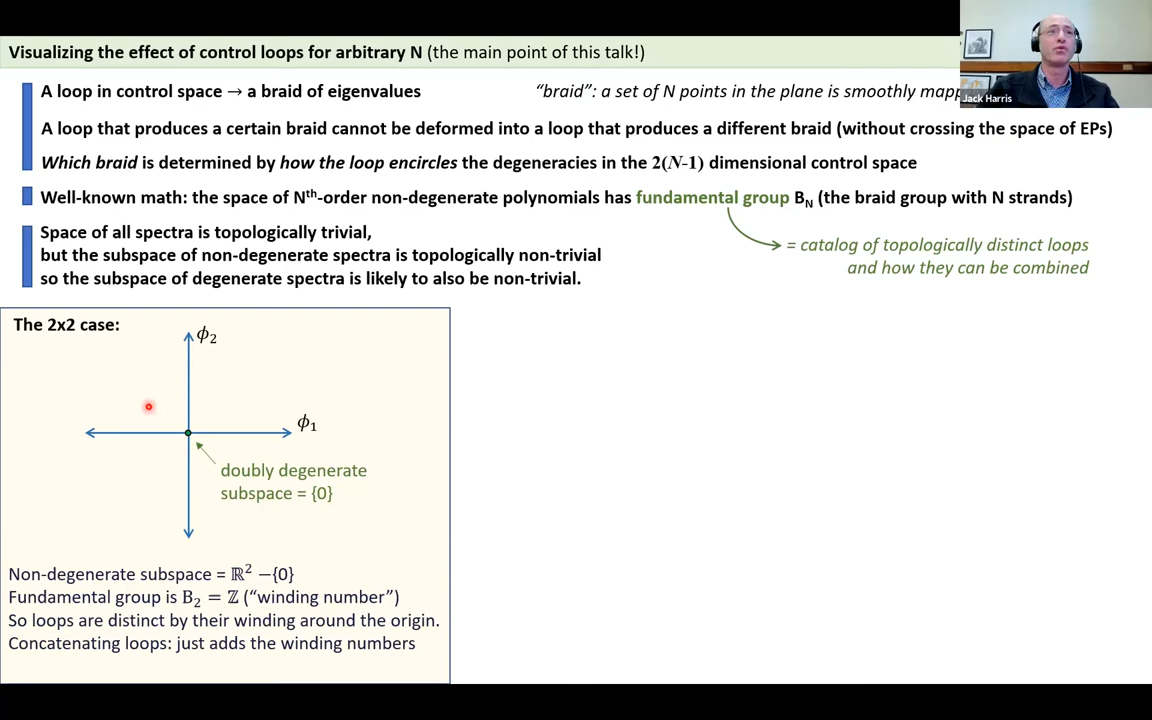 Visualizing the effect of control loops for arbitrary N (the main point of this talk!)
A loop in control space → a braid of eigenvalues
"braid": a set of N points in the plane is smoothly
Jack Harris
A loop that produces a certain braid cannot be deformed into a loop that produces a different braid (without crossing the space of EPs)
Which braid is determined by how the loop encircles the degeneracies in the 2(N-1) dimensional control space
Well-known math: the space of Nth-order non-degenerate polynomials has fundamental group BN (the braid group with N strands)
Space of all spectra is topologically trivial,
but the subspace of non-degenerate spectra is topologically non-trivial
so the subspace of degenerate spectra is likely to also be non-trivial.
= catalog of topologically distinct loops
and how they can be combined
The 2x2 case:
ϕ2
ϕ1
doubly degenerate
subspace = {0}
Non-degenerate subspace = ℝ² −{0}
Fundamental group is B₂ = ℤ ("winding number")
So loops are distinct by their winding around the origin.
Concatenating loops: just adds the winding numbers